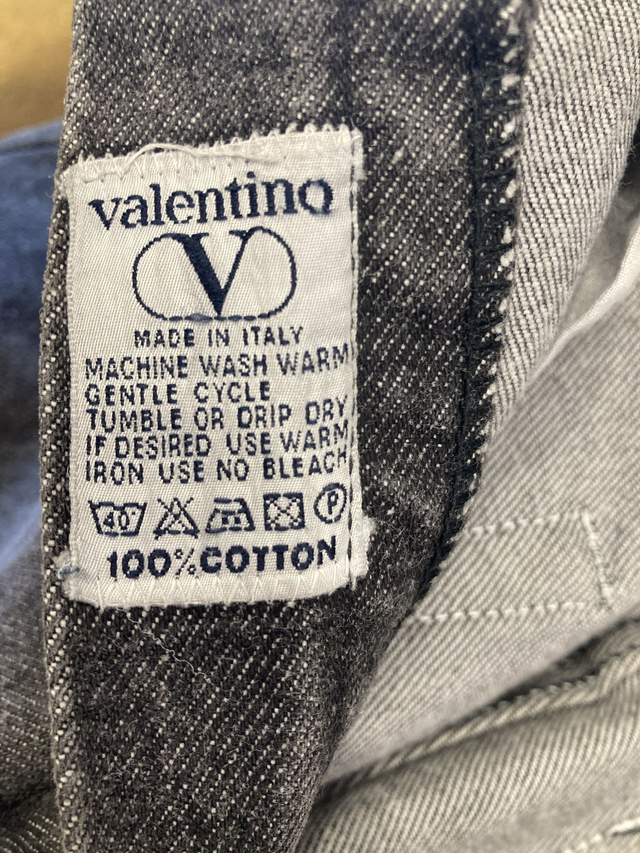 valentino
V
MADE IN ITALY
MACHINE WASH WARM
GENTLE CYCLE
TUMBLE OR DRIP DRY
IF DESIRED USE WARM
IRON USE NO BLEACH
40 P
100% COTTON